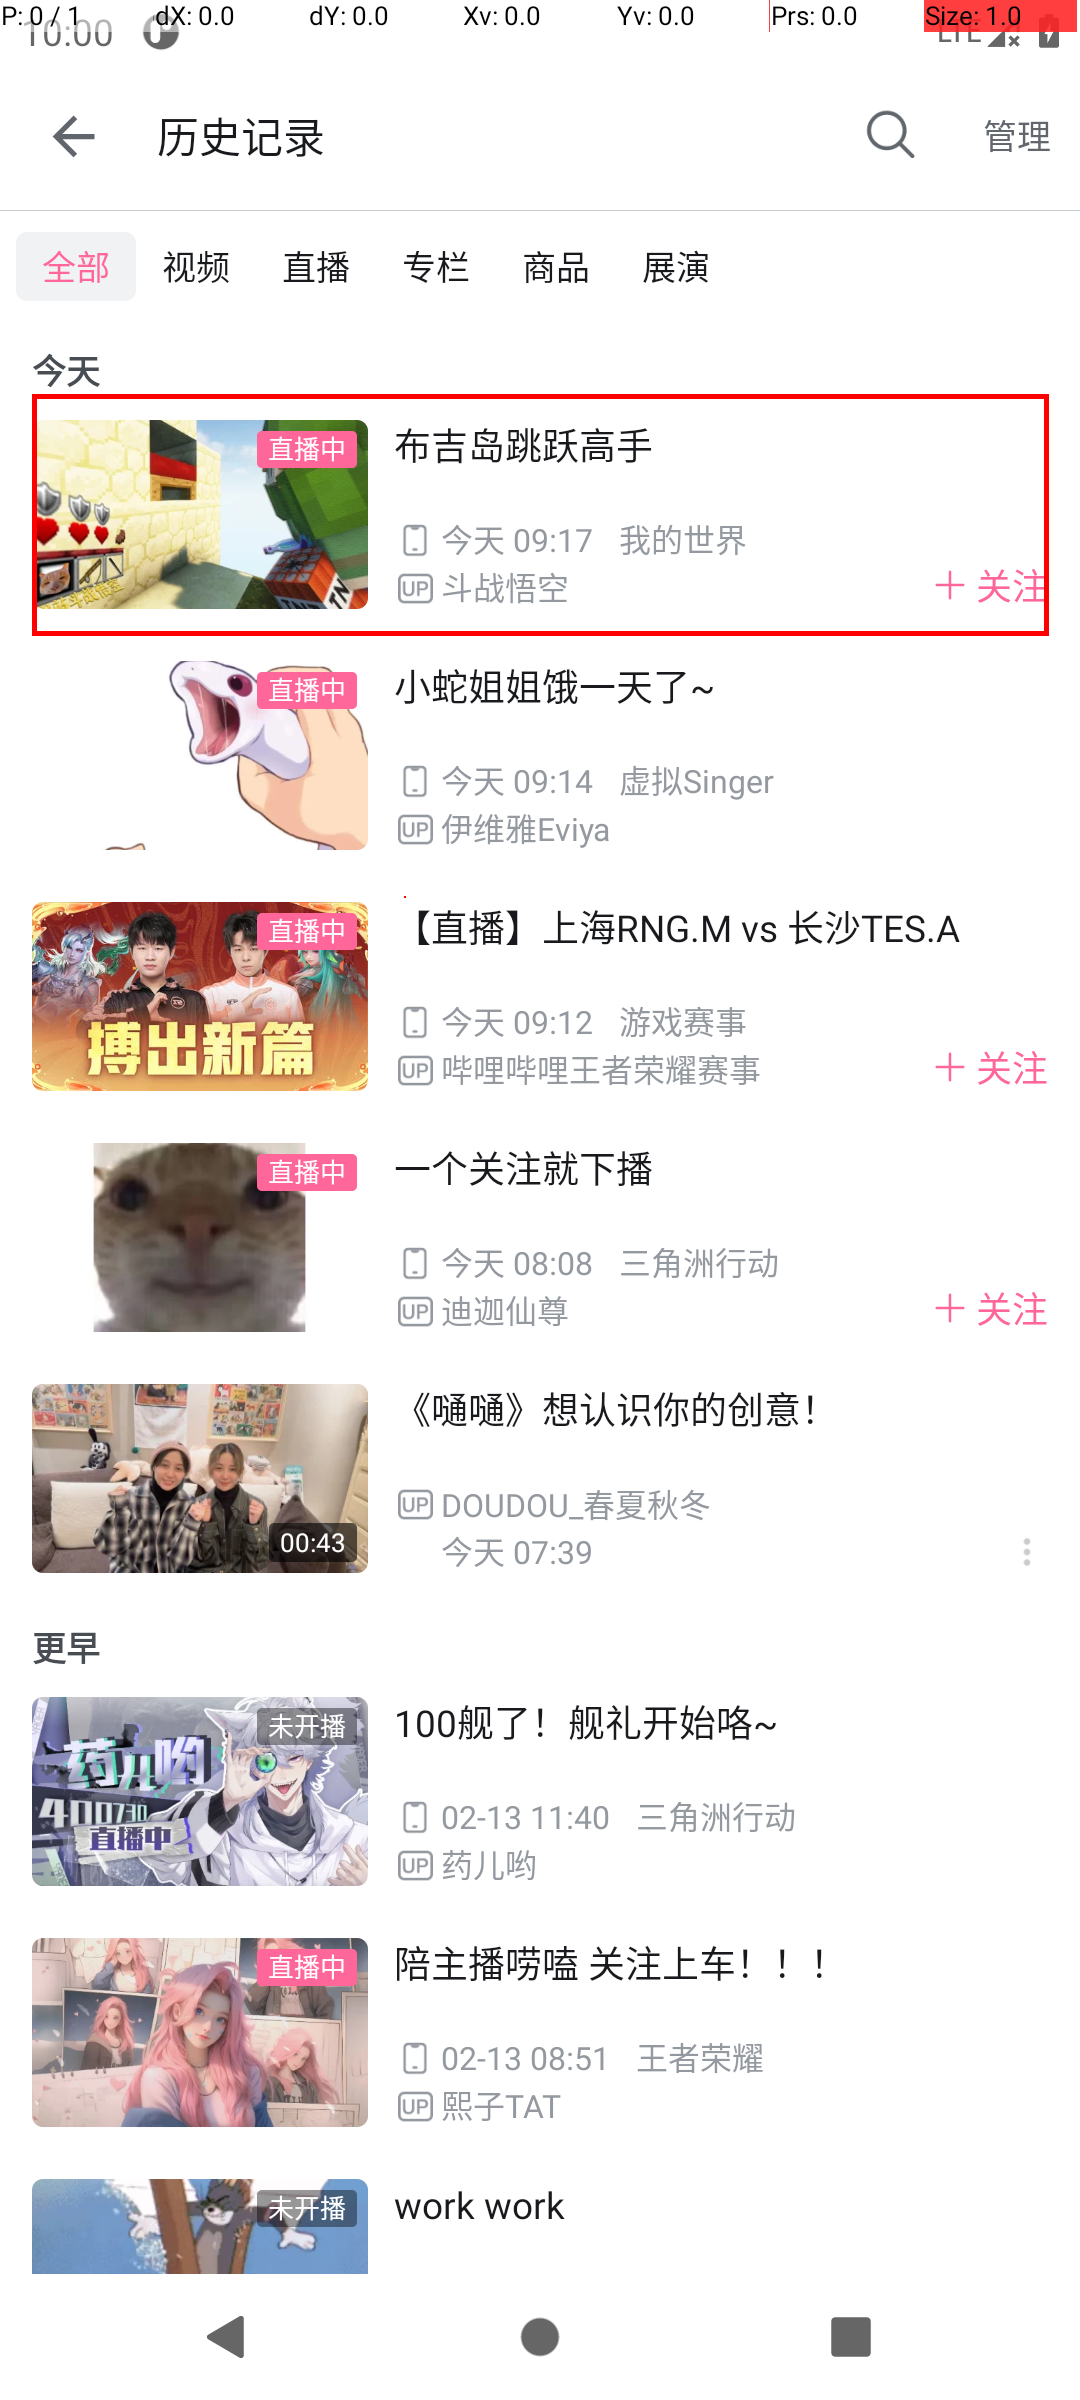 P: 0 / 1 dX: 0.0 dY: 0.0 Xv: 0.0 Yv: 0.0 Prs: 0.0 Size: 1.0
10:00 LTE
历史记录 管理
全部 视频 直播 专栏 商品 展演
今天
直播中
布吉岛跳跃高手
今天 09:17 我的世界
UP 斗战悟空
+ 关注
直播中
小蛇姐姐饿一天了~
今天 09:14 虚拟Singer
UP 伊维雅Eviya
直播中
搏出新篇
【直播】上海RNG.M vs 长沙TES.A
今天 09:12 游戏赛事
UP 哔哩哔哩王者荣耀赛事
+ 关注
直播中
一个关注就下播
今天 08:08 三角洲行动
UP 迪迦仙尊
+ 关注
00:43
《嗵嗵》想认识你的创意！
UP DOUDOU_春夏秋冬
今天 07:39
更早
未开播
药儿哟
400730
直播中
100舰了！舰礼开始咯~
02-13 11:40 三角洲行动
UP 药儿哟
直播中
陪主播唠嗑 关注上车！！！
02-13 08:51 王者荣耀
UP 熙子TAT
未开播
work work